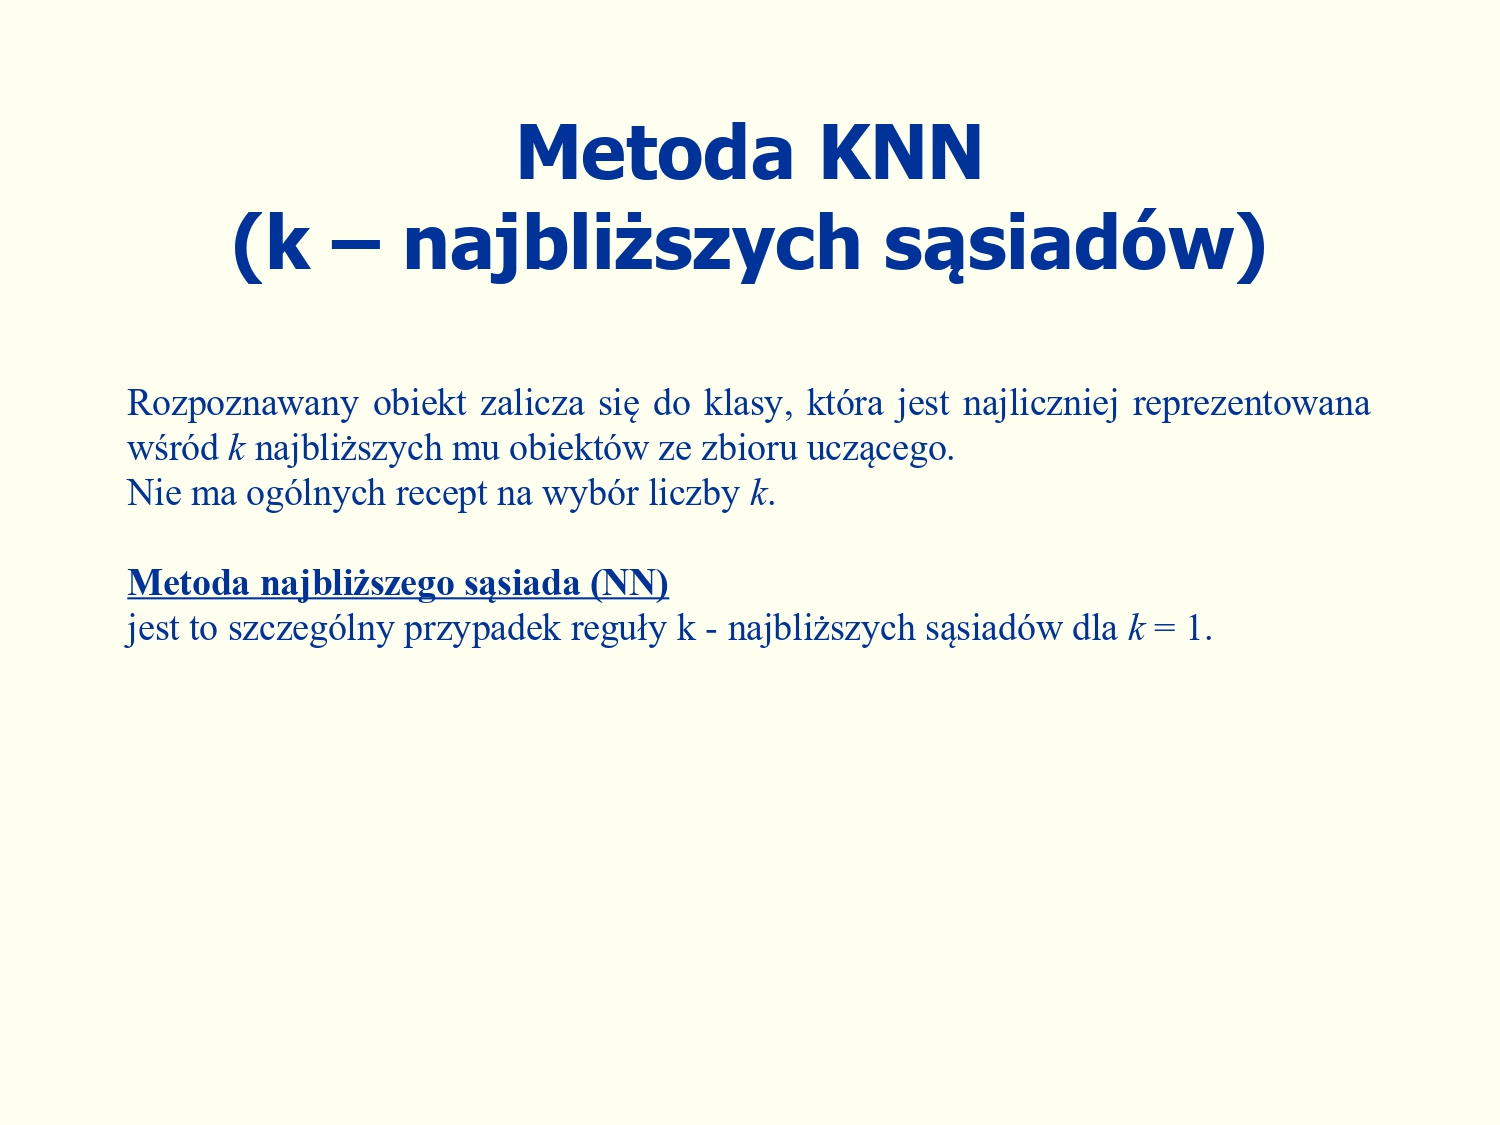 Metoda KNN
(k – najbliższych sąsiadów)
Rozpoznawany obiekt zalicza się do klasy, która jest najliczniej reprezentowana
wśród k najbliższych mu obiektów ze zbioru uczącego.
Nie ma ogólnych recept na wybór liczby k.
Metoda najbliższego sąsiada (NN)
jest to szczególny przypadek reguły k - najbliższych sąsiadów dla k = 1.